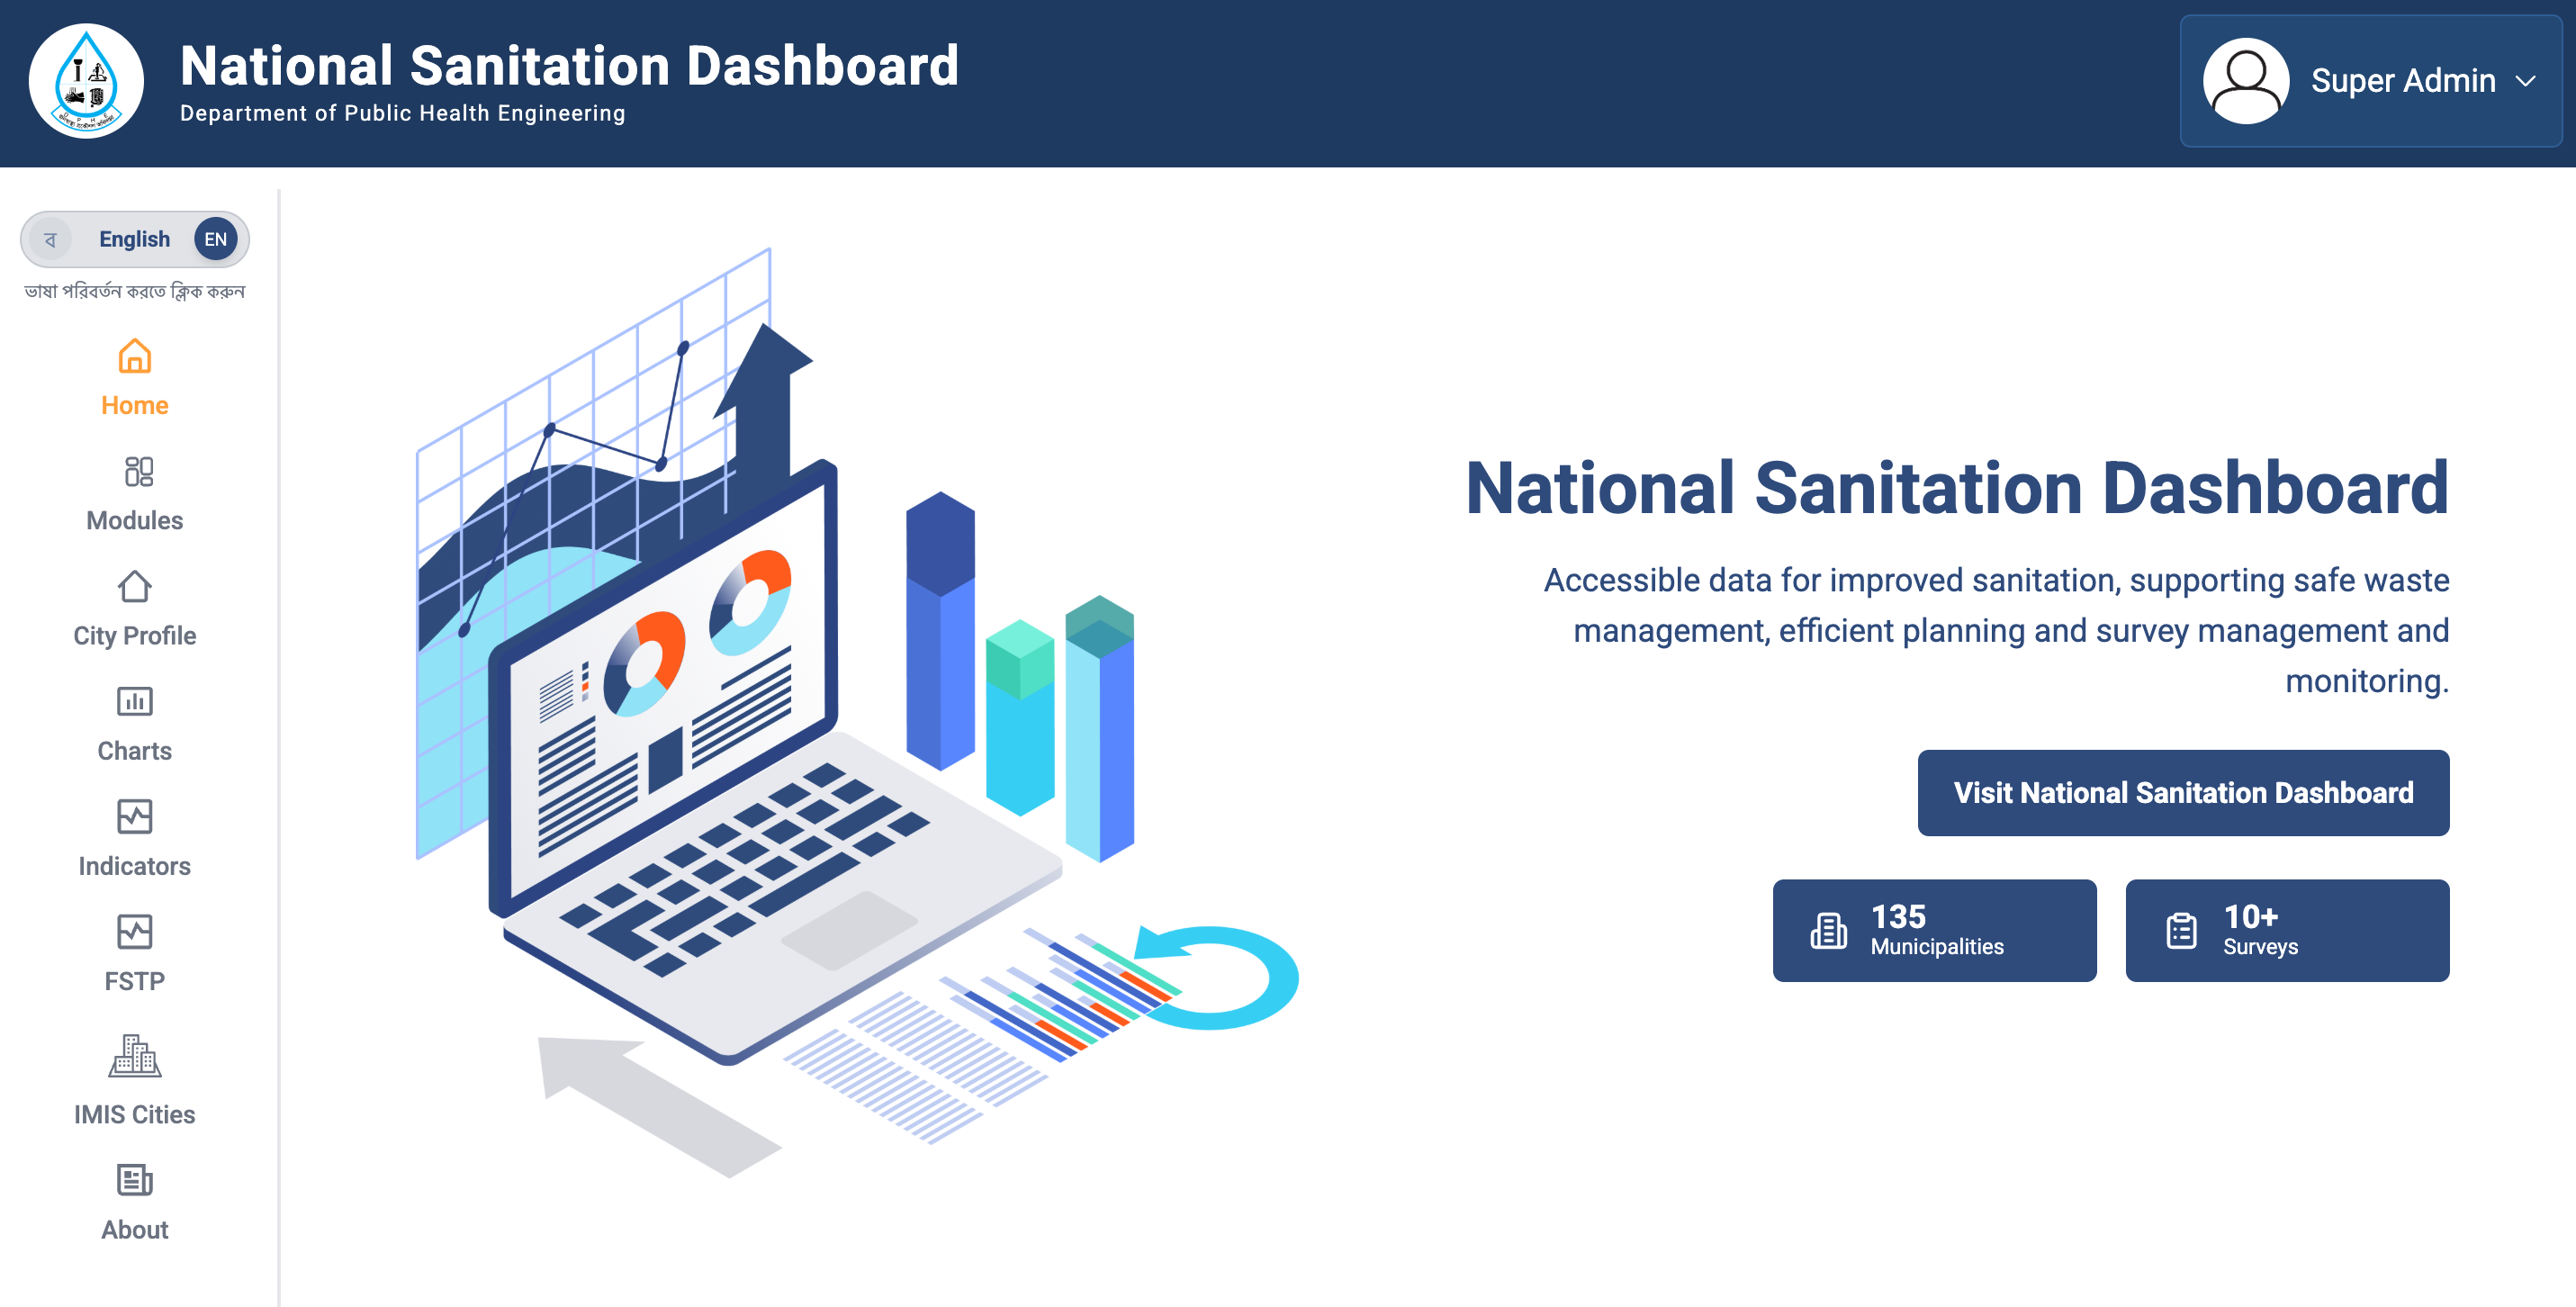 National Sanitation Dashboard
Department of Public Health Engineering
Super Admin
ব English EN
ভাষা পরিবর্তন করতে ক্লিক করুন
Home
Modules
City Profile
Charts
Indicators
FSTP
IMIS Cities
About
National Sanitation Dashboard
Accessible data for improved sanitation, supporting safe waste
management, efficient planning and survey management and
monitoring.
Visit National Sanitation Dashboard
135
Municipalities
10+
Surveys